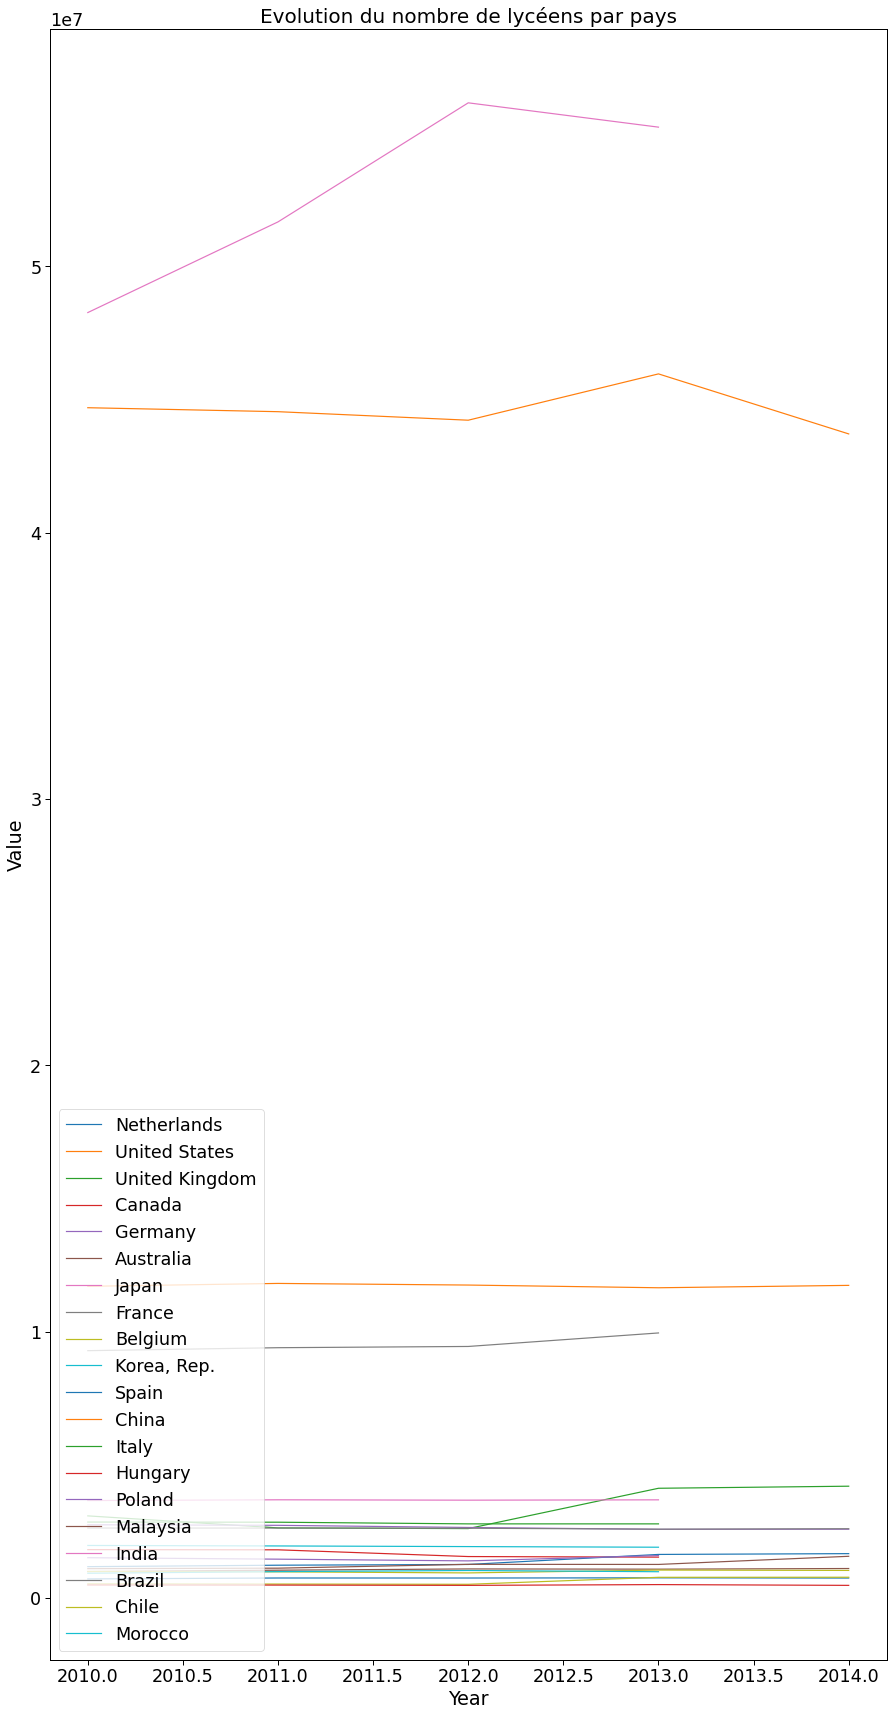 Evolution du nombre de lycéens par pays
1e7
5
4
3
2
1
0
Value
Netherlands
United States
United Kingdom
Canada
Germany
Australia
Japan
France
Belgium
Korea, Rep.
Spain
China
Italy
Hungary
Poland
Malaysia
India
Brazil
Chile
Morocco
2010.0 2010.5 2011.0 2011.5 2012.0 2012.5 2013.0 2013.5 2014.0
Year